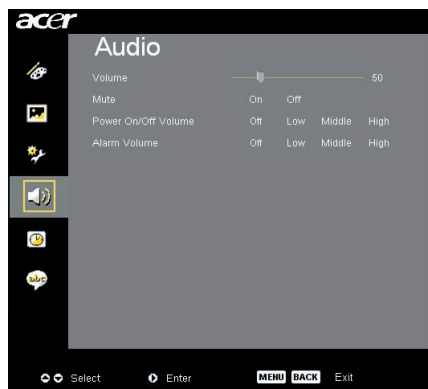 acer
Audio
Volume 50
Mute On Off
Power On/Off Volume Off Low Middle High
Alarm Volume Off Low Middle High
abc
Select Enter MENU BACK Exit